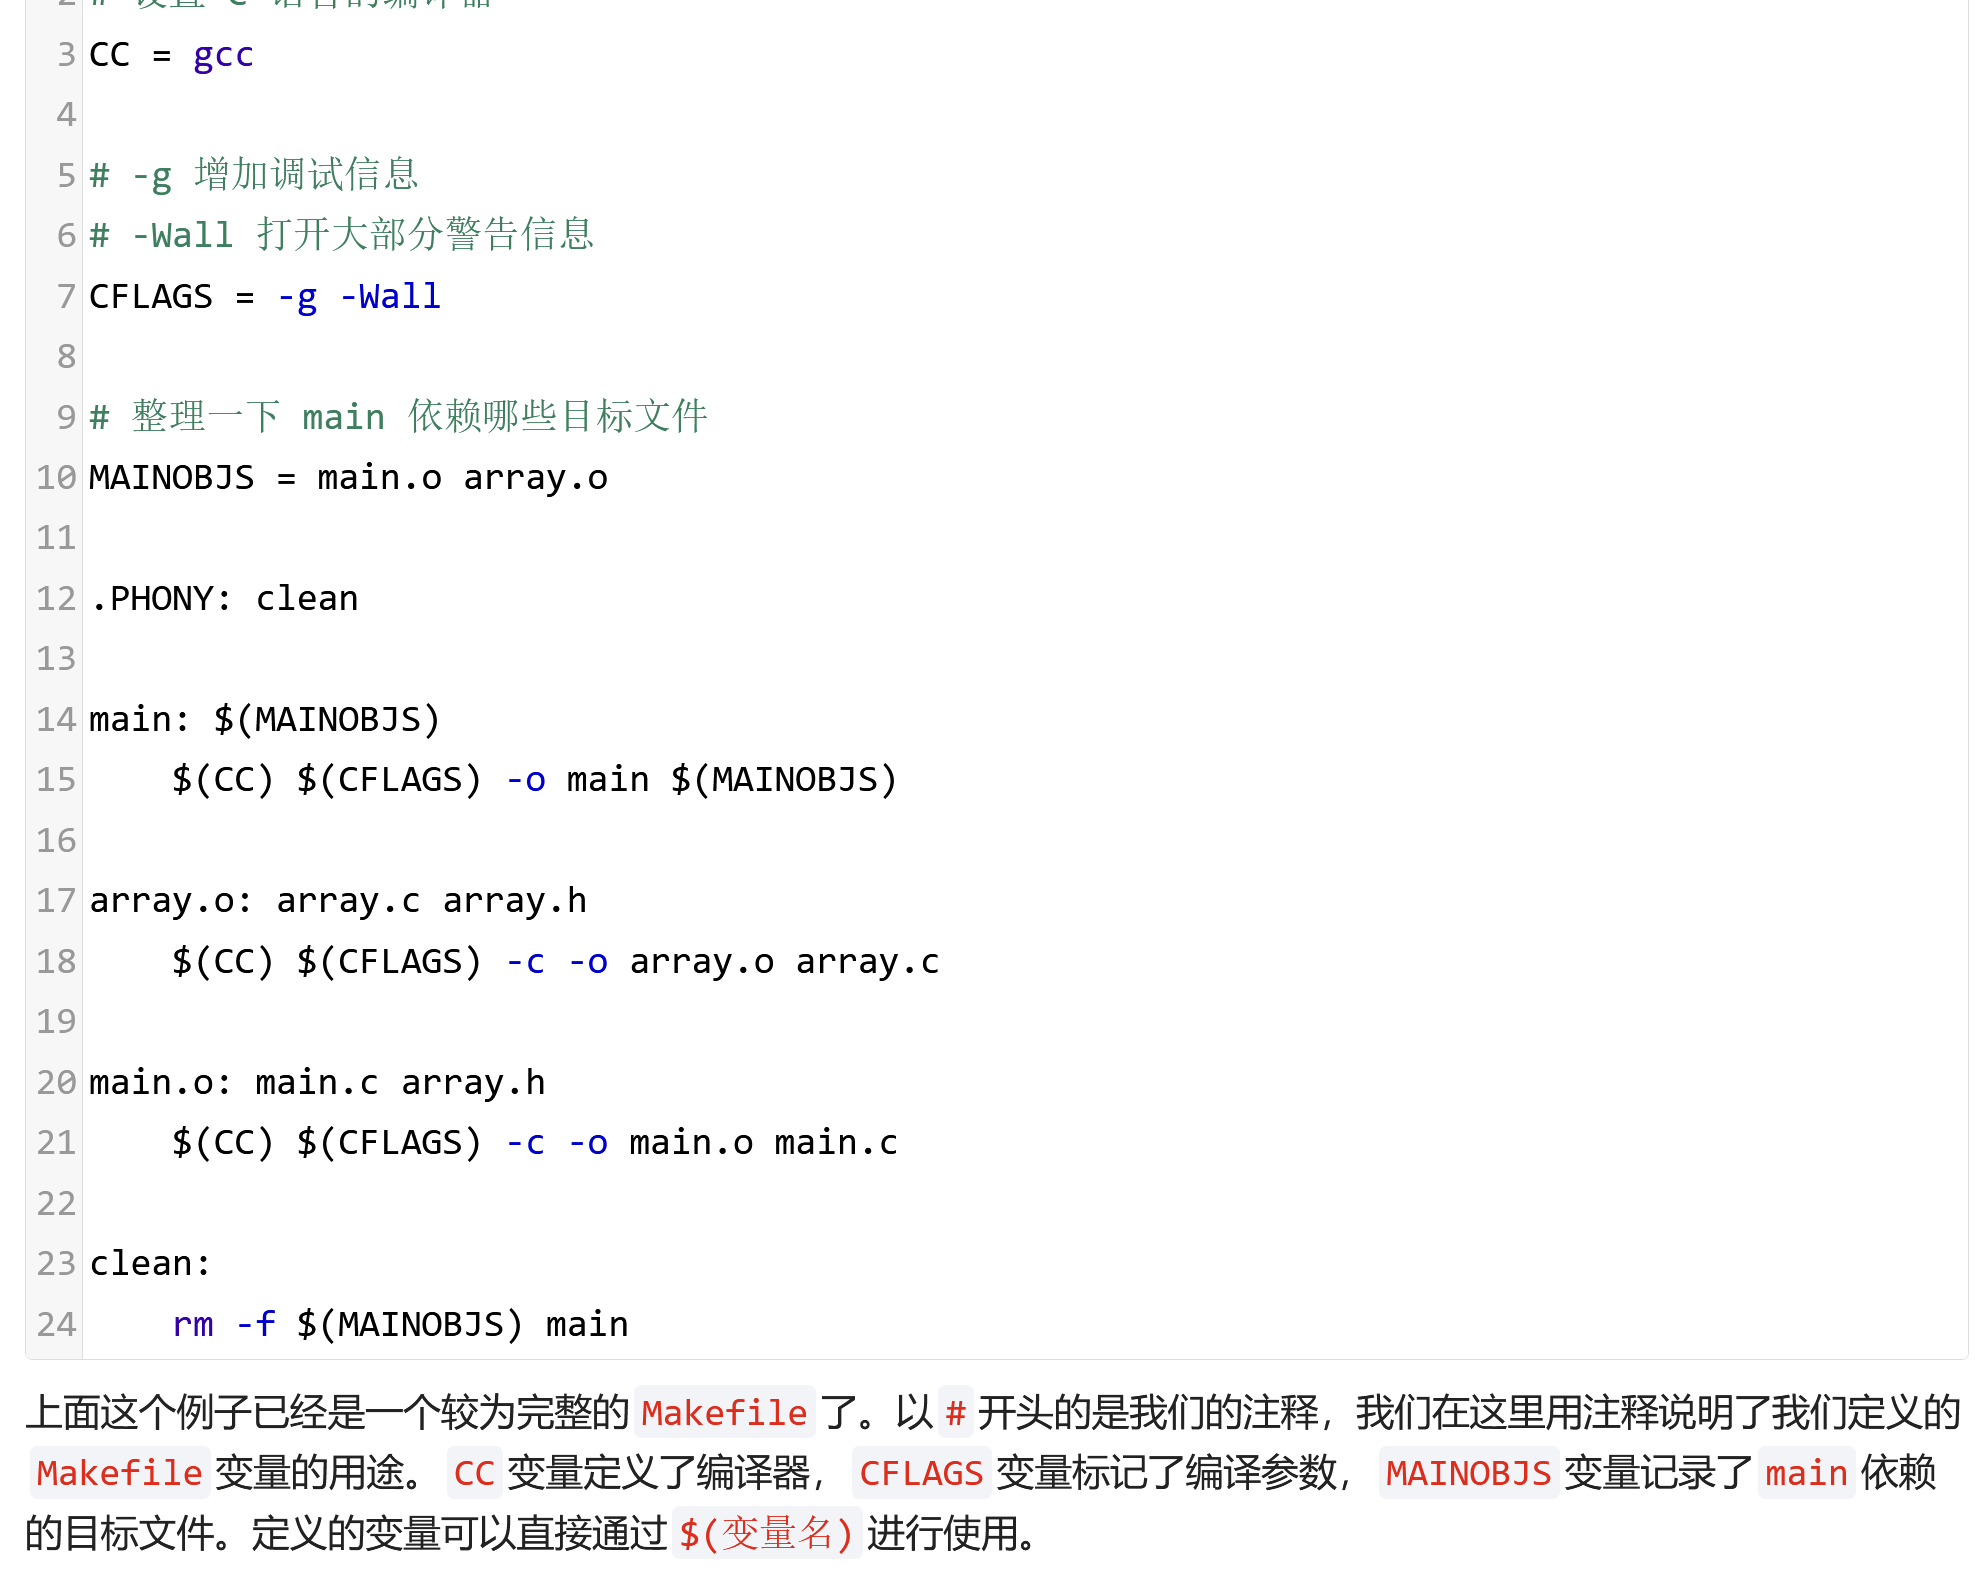 3 CC = gcc
4
5 # -g 增加调试信息
6 # -Wall 打开大部分警告信息
7 CFLAGS = -g -Wall
8
9 # 整理一下 main 依赖哪些目标文件
10 MAINOBJS = main.o array.o
11
12 .PHONY: clean
13
14 main: $(MAINOBJS)
15     $(CC) $(CFLAGS) -o main $(MAINOBJS)
16
17 array.o: array.c array.h
18     $(CC) $(CFLAGS) -c -o array.o array.c
19
20 main.o: main.c array.h
21     $(CC) $(CFLAGS) -c -o main.o main.c
22
23 clean:
24     rm -f $(MAINOBJS) main
上面这个例子已经是一个较为完整的 Makefile 了。以 # 开头的是我们的注释，我们在这里用注释说明了我们定义的
Makefile 变量的用途。 CC 变量定义了编译器， CFLAGS 变量标记了编译参数， MAINOBJS 变量记录了 main 依赖
的目标文件。定义的变量可以直接通过 $(变量名) 进行使用。